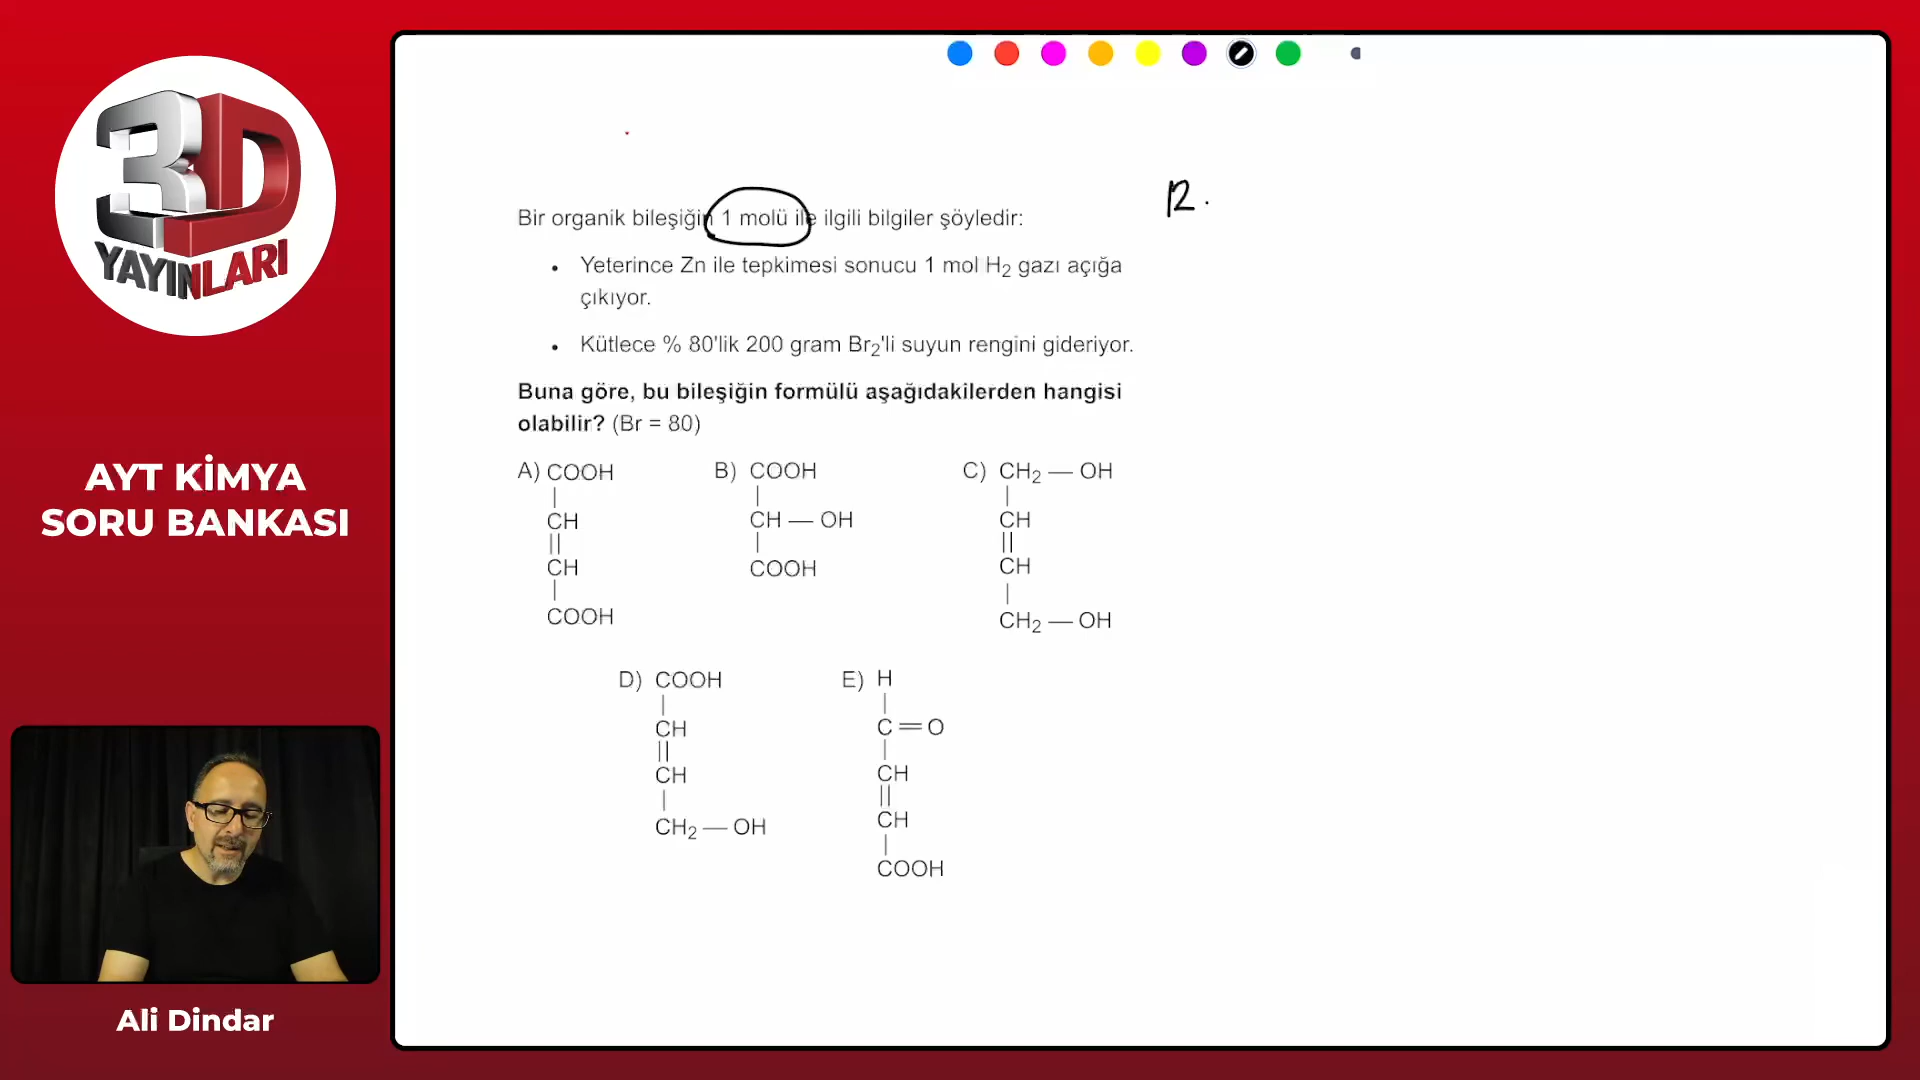 3D
YAYINLARI
AYT KİMYA
SORU BANKASI
Ali Dindar
12.
Bir organik bileşiğin 1 molü ile ilgili bilgiler şöyledir:
• Yeterince Zn ile tepkimesi sonucu 1 mol H₂ gazı açığa
çıkıyor.
• Kütlece % 80'lik 200 gram Br₂'li suyun rengini gideriyor.
Buna göre, bu bileşiğin formülü aşağıdakilerden hangisi
olabilir? (Br = 80)
A) COOH
|
CH
||
CH
|
COOH
B) COOH
|
CH — OH
|
COOH
C) CH₂ — OH
|
CH
||
CH
|
CH₂ — OH
D) COOH
|
CH
||
CH
|
CH₂ — OH
E) H
|
C = O
|
CH
||
CH
|
COOH